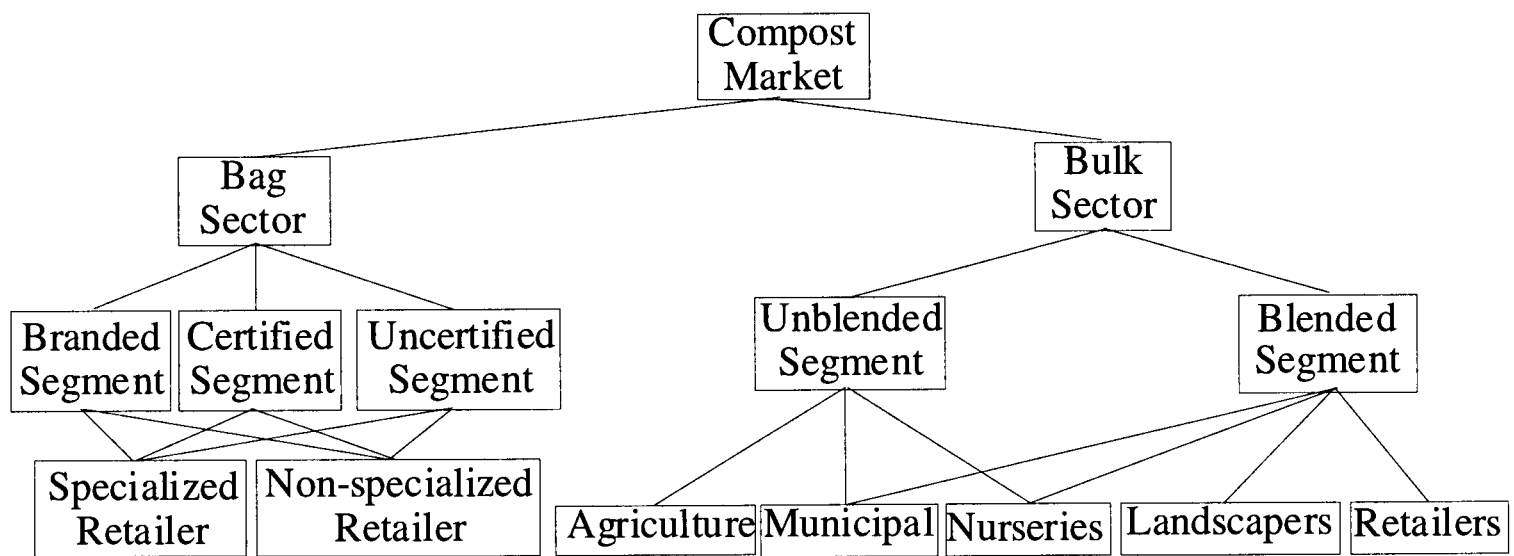 Compost
Market
Bag
Sector
Bulk
Sector
Branded
Segment
Certified
Segment
Uncertified
Segment
Unblended
Segment
Blended
Segment
Specialized
Retailer
Non-specialized
Retailer
Agriculture
Municipal
Nurseries
Landscapers
Retailers